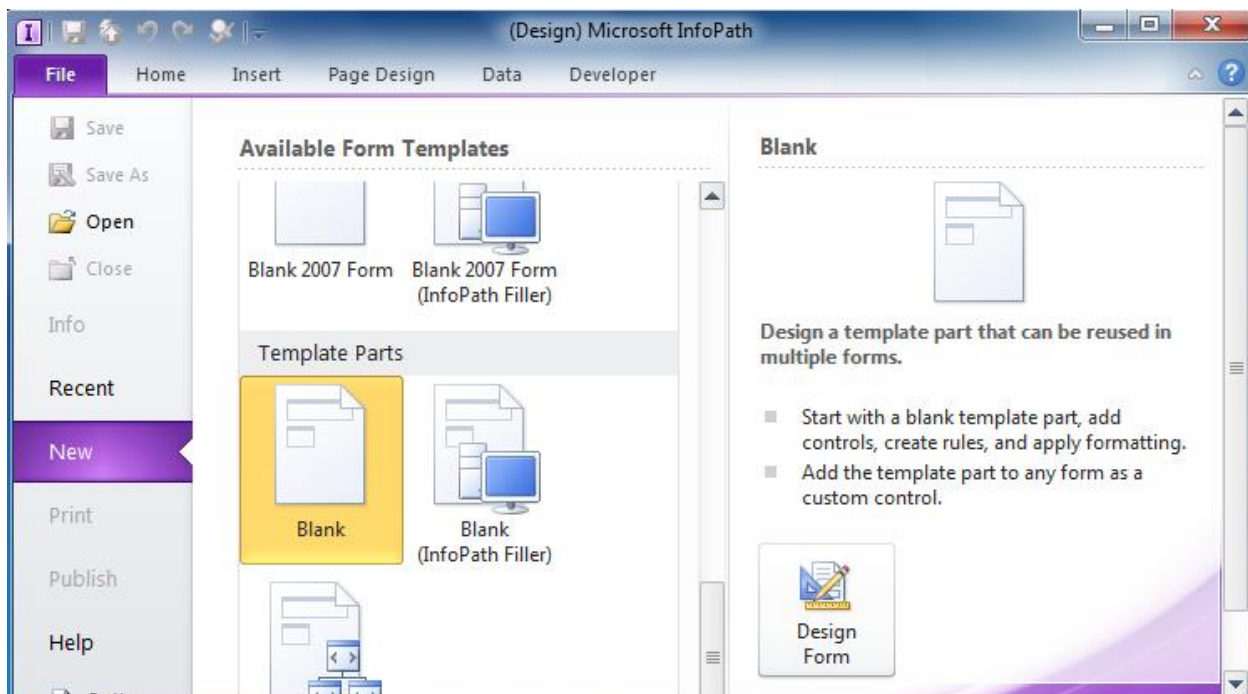 (Design) Microsoft InfoPath
File Home Insert Page Design Data Developer
Save
Save As
Open
Close
Info
Recent
New
Print
Publish
Help
Available Form Templates
Blank 2007 Form
Blank 2007 Form
(InfoPath Filler)
Template Parts
Blank
Blank
(InfoPath Filler)
Blank
Design a template part that can be reused in
multiple forms.
Start with a blank template part, add
controls, create rules, and apply formatting.
Add the template part to any form as a
custom control.
Design
Form